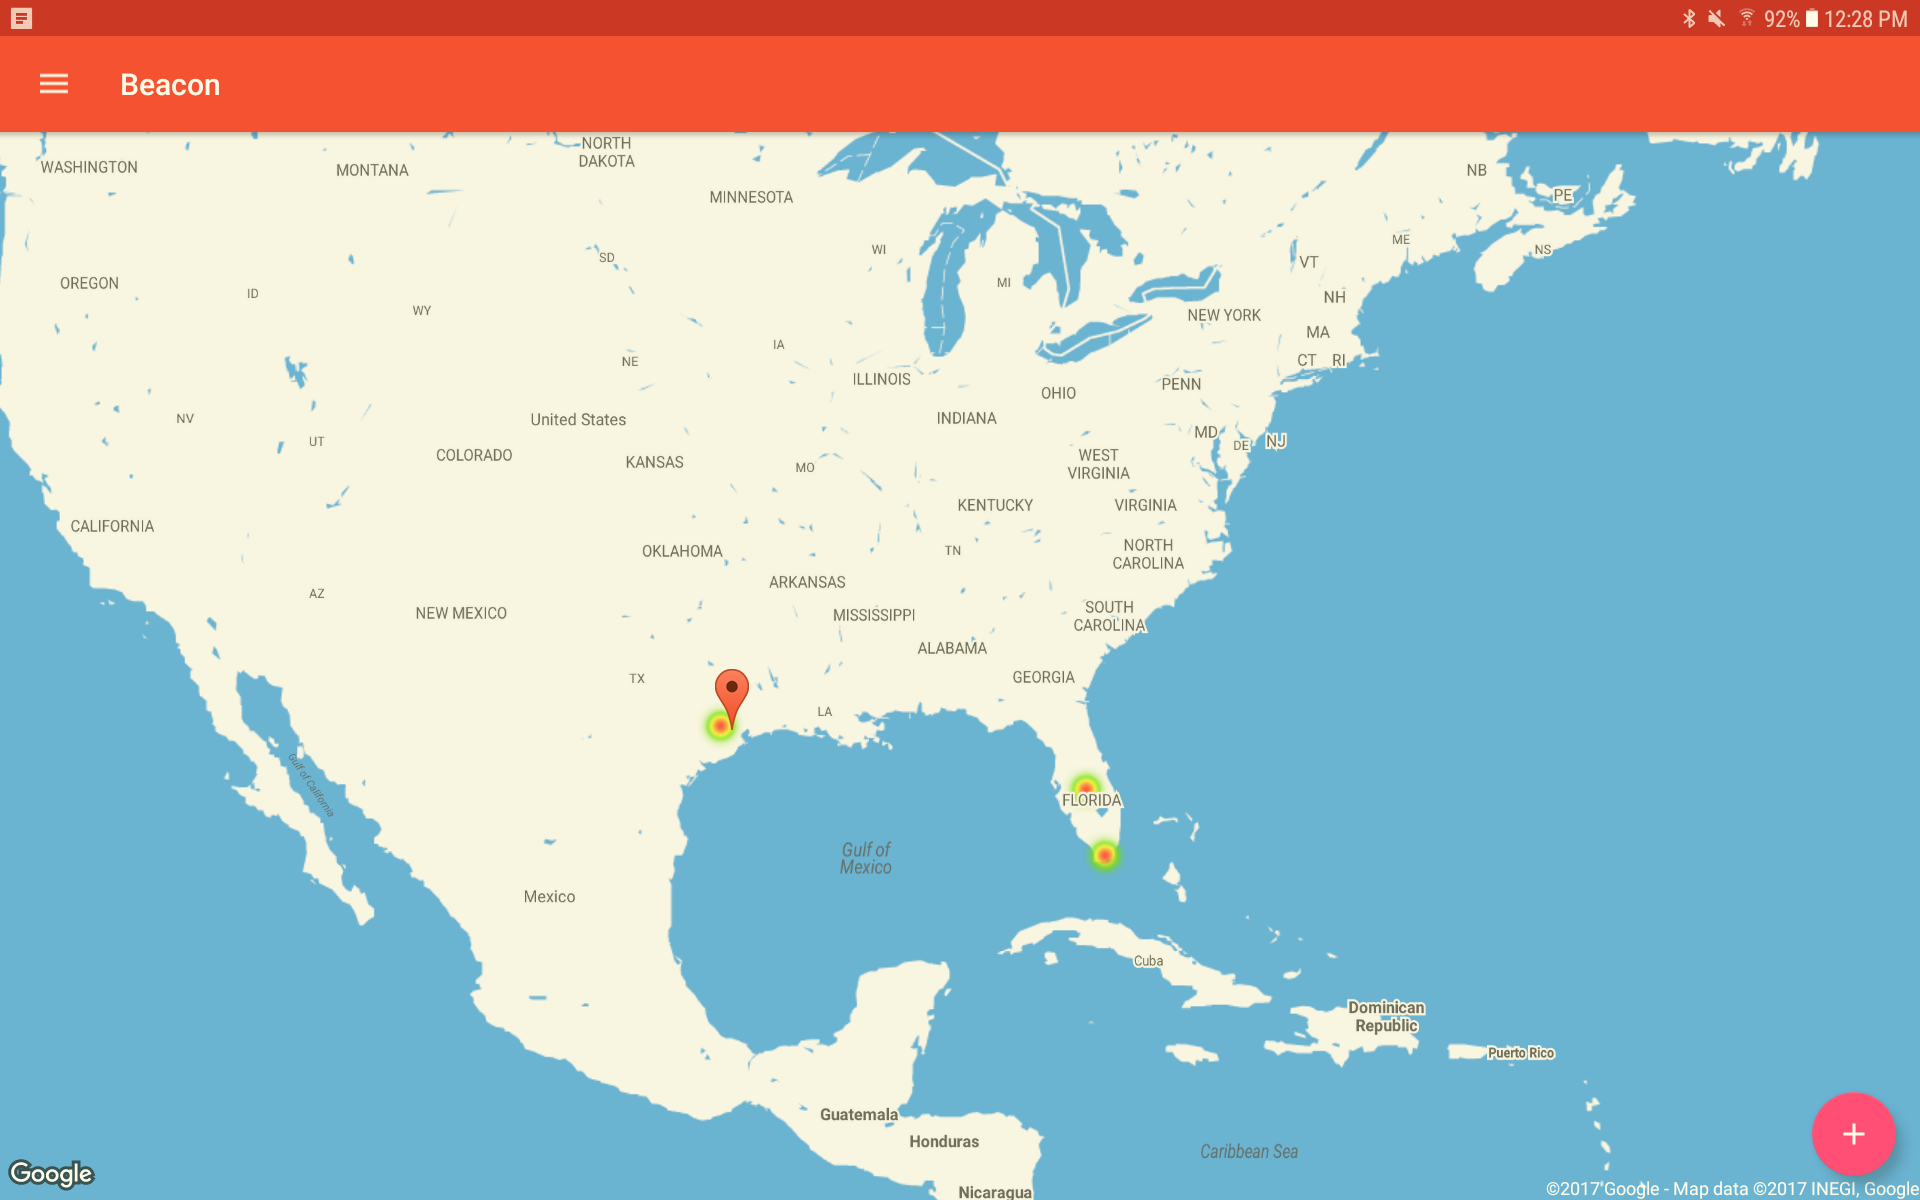 92% 12:28 PM
Beacon
WASHINGTON
MONTANA
NORTH
DAKOTA
MINNESOTA
NB
PE
OREGON
ID
WY
SD
WI
MI
VT
ME
NS
NH
NEW YORK
MA
CT RI
NE
IA
ILLINOIS
OHIO
PENN
NV
UT
United States
INDIANA
MD
DE
NJ
COLORADO
KANSAS
MO
WEST
VIRGINIA
CALIFORNIA
KENTUCKY
VIRGINIA
OKLAHOMA
TN
NORTH
CAROLINA
AZ
NEW MEXICO
ARKANSAS
MISSISSIPPI
SOUTH
CAROLINA
ALABAMA
GEORGIA
TX
LA
Gulf of California
FLORIDA
Gulf of
Mexico
Mexico
Cuba
Dominican
Republic
Puerto Rico
Guatemala
Honduras
Caribbean Sea
Nicaragua
Google
©2017 Google - Map data ©2017 INEGI, Google